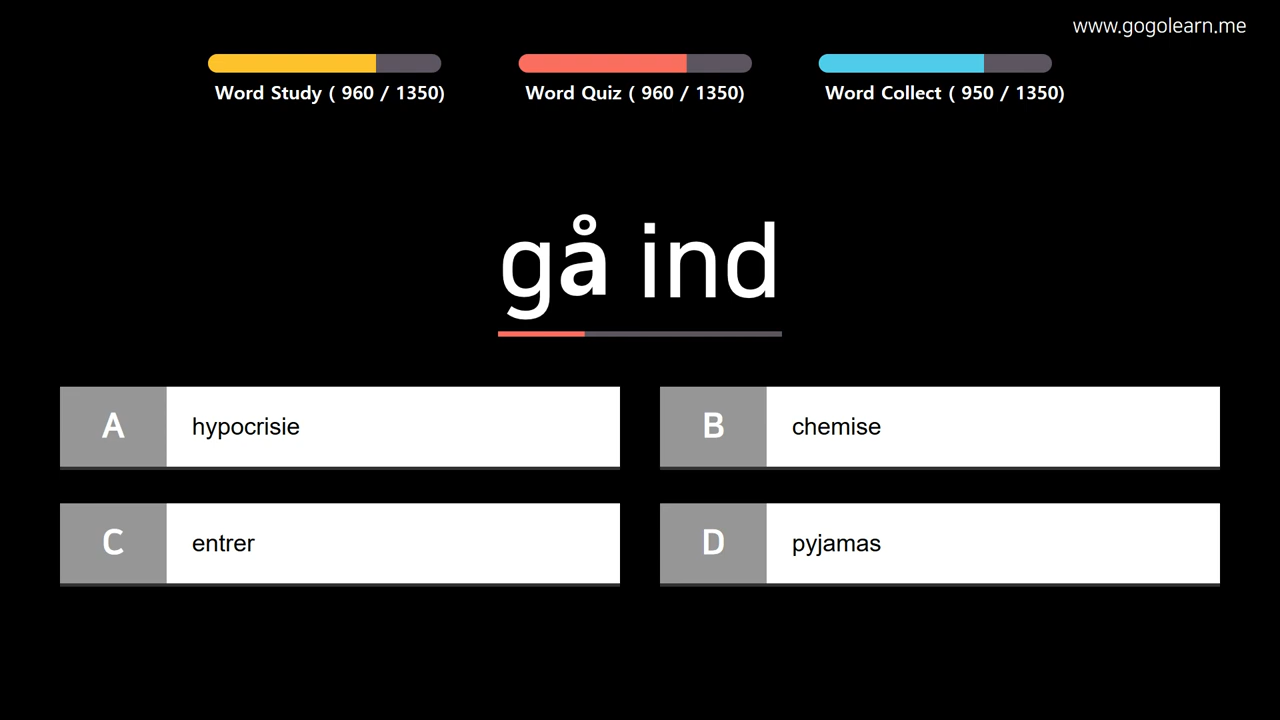 www.gogolearn.me
Word Study ( 960 / 1350)
Word Quiz ( 960 / 1350)
Word Collect ( 950 / 1350)
gå ind
A hypocrisie
B chemise
C entrer
D pyjamas